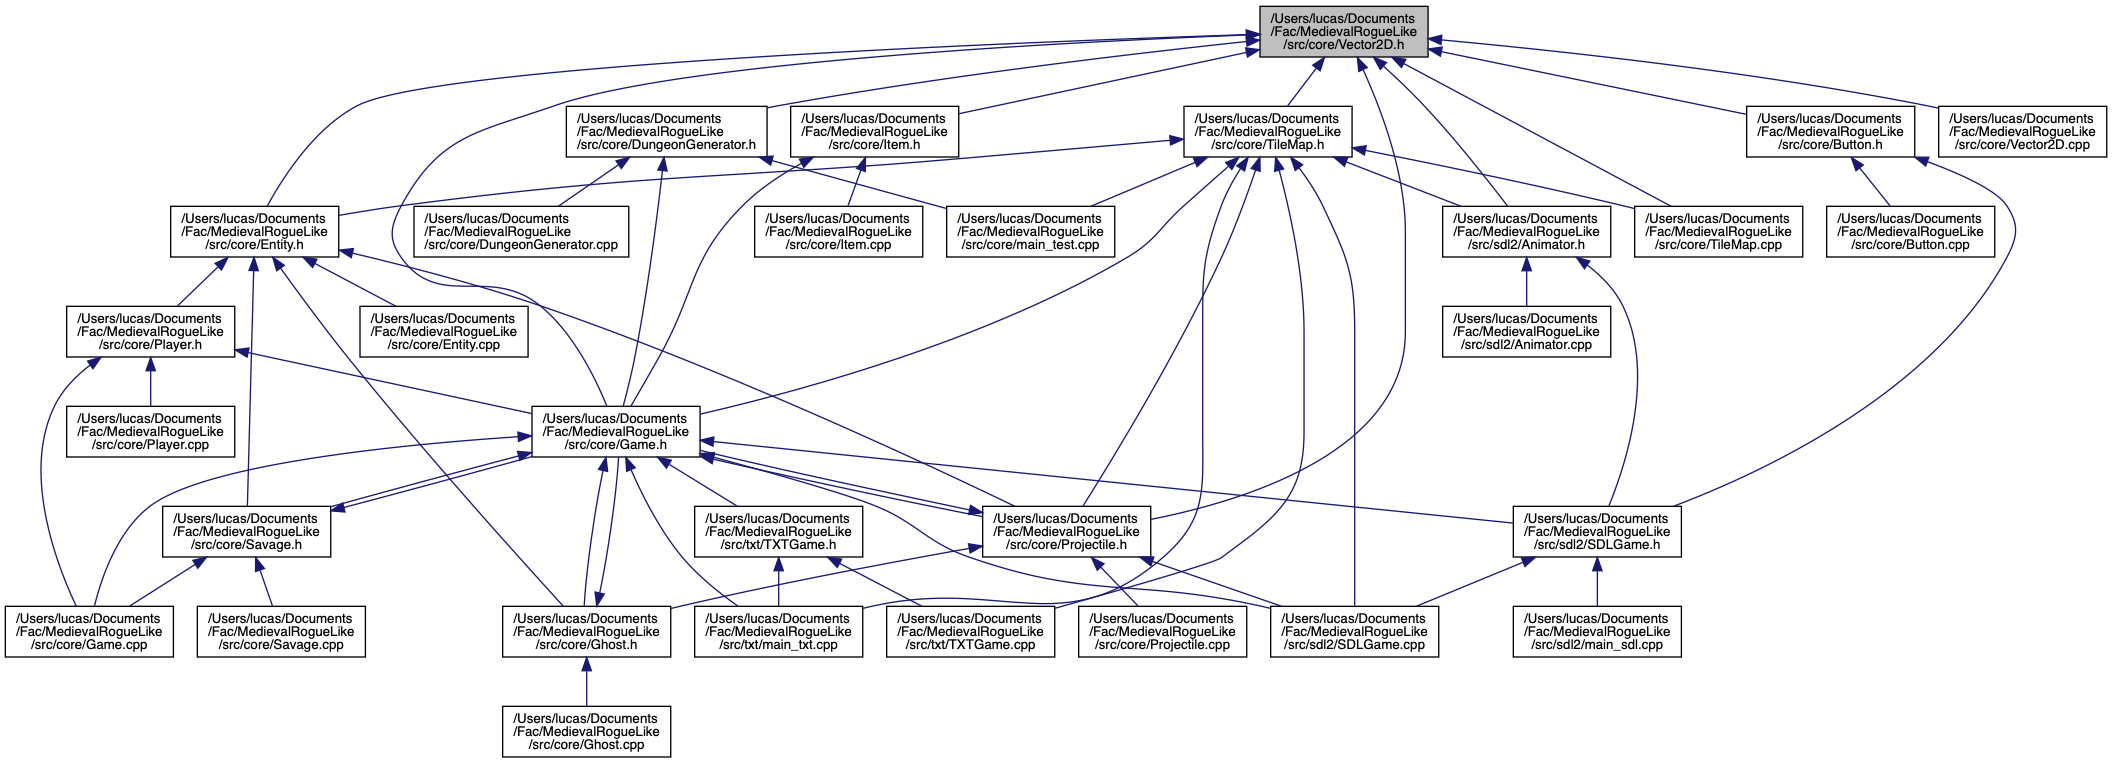 /Users/lucas/Documents
/Fac/MedievalRogueLike
/src/core/Vector2D.h
/Users/lucas/Documents
/Fac/MedievalRogueLike
/src/core/DungeonGenerator.h
/Users/lucas/Documents
/Fac/MedievalRogueLike
/src/core/Item.h
/Users/lucas/Documents
/Fac/MedievalRogueLike
/src/core/TileMap.h
/Users/lucas/Documents
/Fac/MedievalRogueLike
/src/core/Button.h
/Users/lucas/Documents
/Fac/MedievalRogueLike
/src/core/Vector2D.cpp
/Users/lucas/Documents
/Fac/MedievalRogueLike
/src/core/Entity.h
/Users/lucas/Documents
/Fac/MedievalRogueLike
/src/core/DungeonGenerator.cpp
/Users/lucas/Documents
/Fac/MedievalRogueLike
/src/core/Item.cpp
/Users/lucas/Documents
/Fac/MedievalRogueLike
/src/core/main_test.cpp
/Users/lucas/Documents
/Fac/MedievalRogueLike
/src/sdl2/Animator.h
/Users/lucas/Documents
/Fac/MedievalRogueLike
/src/core/TileMap.cpp
/Users/lucas/Documents
/Fac/MedievalRogueLike
/src/core/Button.cpp
/Users/lucas/Documents
/Fac/MedievalRogueLike
/src/core/Player.h
/Users/lucas/Documents
/Fac/MedievalRogueLike
/src/core/Entity.cpp
/Users/lucas/Documents
/Fac/MedievalRogueLike
/src/sdl2/Animator.cpp
/Users/lucas/Documents
/Fac/MedievalRogueLike
/src/core/Player.cpp
/Users/lucas/Documents
/Fac/MedievalRogueLike
/src/core/Game.h
/Users/lucas/Documents
/Fac/MedievalRogueLike
/src/core/Savage.h
/Users/lucas/Documents
/Fac/MedievalRogueLike
/src/txt/TXTGame.h
/Users/lucas/Documents
/Fac/MedievalRogueLike
/src/core/Projectile.h
/Users/lucas/Documents
/Fac/MedievalRogueLike
/src/sdl2/SDLGame.h
/Users/lucas/Documents
/Fac/MedievalRogueLike
/src/core/Game.cpp
/Users/lucas/Documents
/Fac/MedievalRogueLike
/src/core/Savage.cpp
/Users/lucas/Documents
/Fac/MedievalRogueLike
/src/core/Ghost.h
/Users/lucas/Documents
/Fac/MedievalRogueLike
/src/txt/main_txt.cpp
/Users/lucas/Documents
/Fac/MedievalRogueLike
/src/txt/TXTGame.cpp
/Users/lucas/Documents
/Fac/MedievalRogueLike
/src/core/Projectile.cpp
/Users/lucas/Documents
/Fac/MedievalRogueLike
/src/sdl2/SDLGame.cpp
/Users/lucas/Documents
/Fac/MedievalRogueLike
/src/sdl2/main_sdl.cpp
/Users/lucas/Documents
/Fac/MedievalRogueLike
/src/core/Ghost.cpp